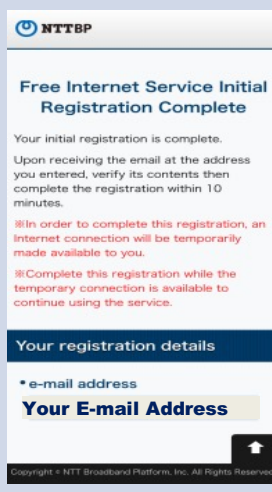 NTTBP
Free Internet Service Initial
Registration Complete
Your initial registration is complete.
Upon receiving the email at the address
you entered, verify its contents then
complete the registration within 10
minutes.
※In order to complete this registration, an
Internet connection will be temporarily
made available to you.
※Complete this registration while the
temporary connection is available to
continue using the service.
Your registration details
•e-mail address
Your E-mail Address
Copyright © NTT Broadband Platform, Inc. All Rights Reserved